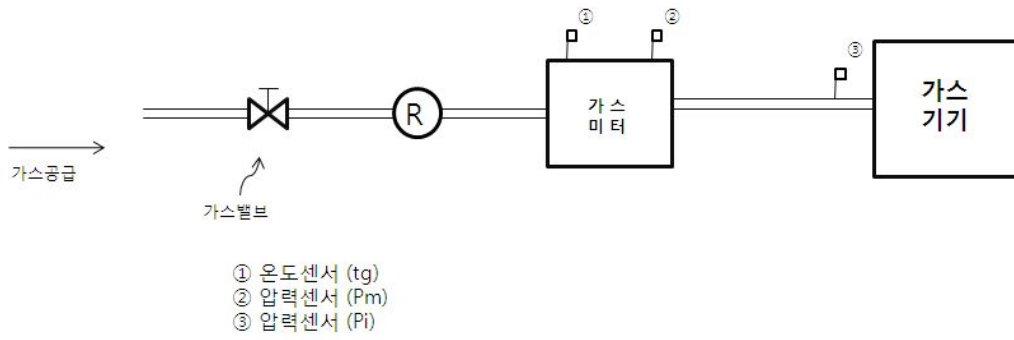 ① ②
③
가스
기기
가 스
미 터
R
가스공급
가스밸브
① 온도센서 (tg)
② 압력센서 (Pm)
③ 압력센서 (Pi)